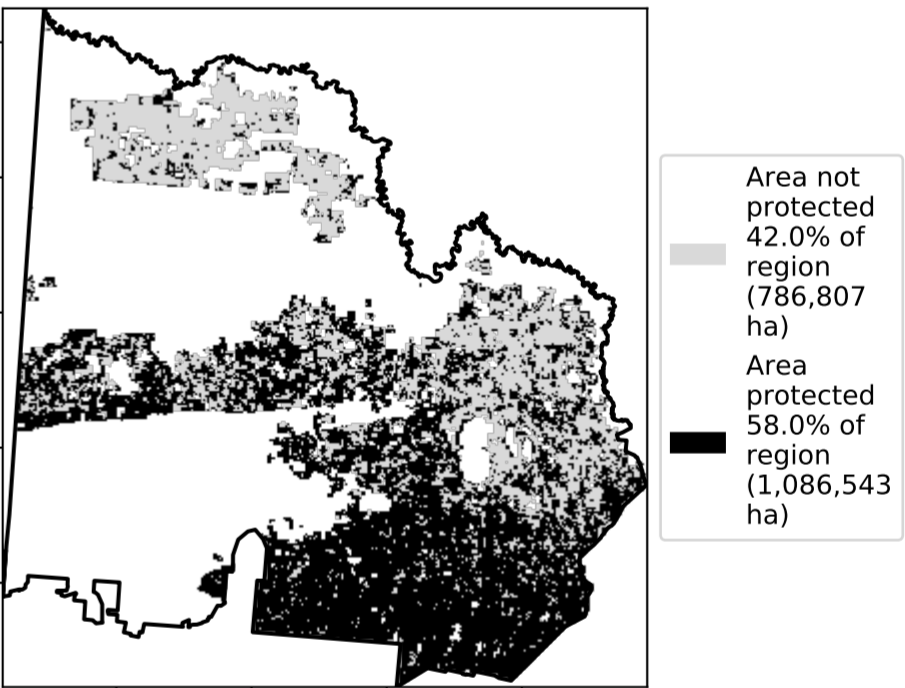 Area not
protected
42.0% of
region
(786,807
ha)
Area
protected
58.0% of
region
(1,086,543
ha)